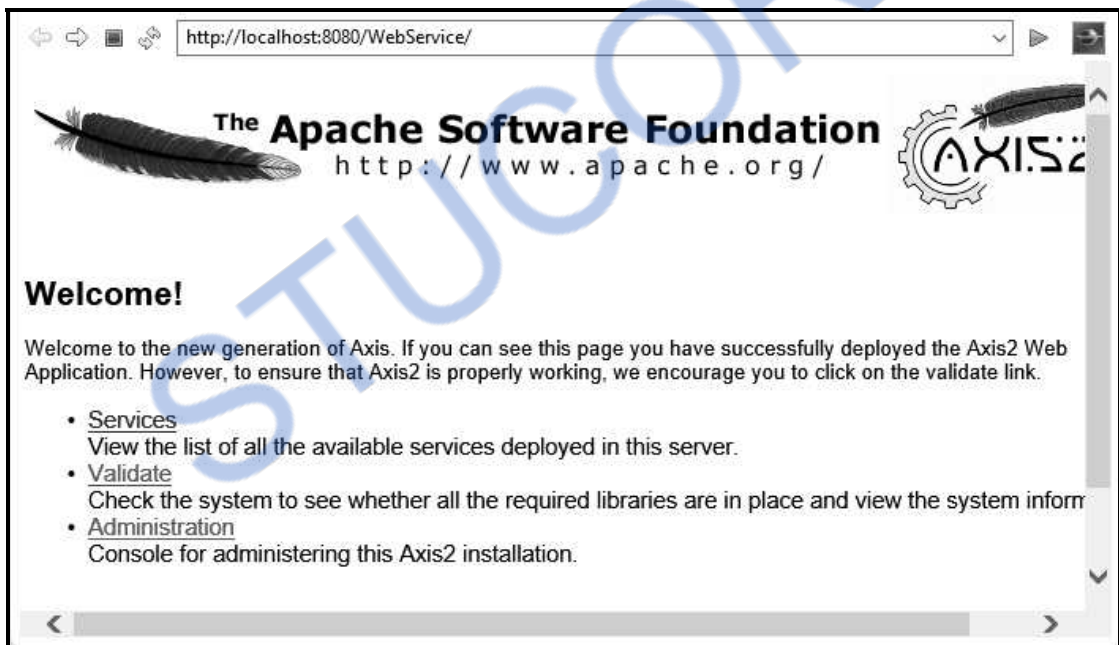 http://localhost:8080/WebService/
The Apache Software Foundation
http://www.apache.org/
AXIS2
Welcome!
Welcome to the new generation of Axis. If you can see this page you have successfully deployed the Axis2 Web
Application. However, to ensure that Axis2 is properly working, we encourage you to click on the validate link.
• Services
View the list of all the available services deployed in this server.
• Validate
Check the system to see whether all the required libraries are in place and view the system inform
• Administration
Console for administering this Axis2 installation.
STUCOR